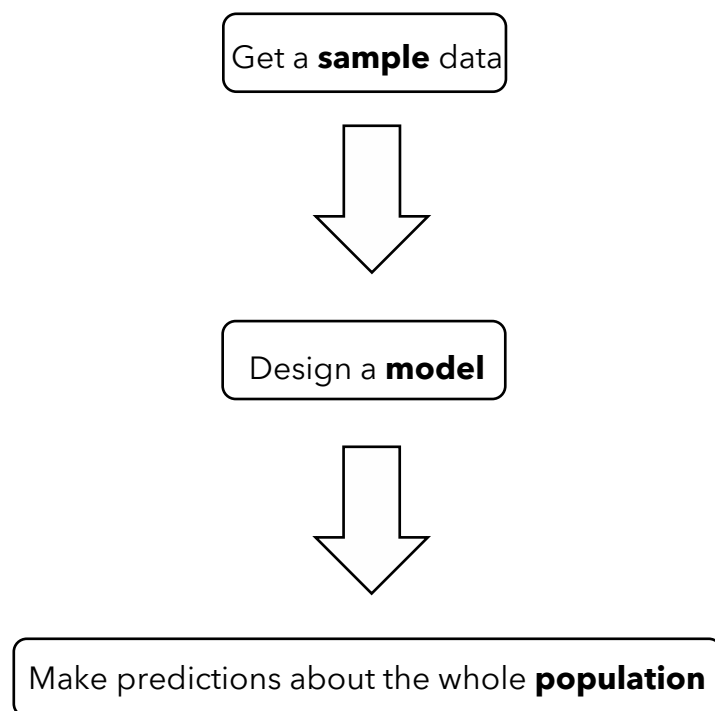 Get a sample data
Design a model
Make predictions about the whole population